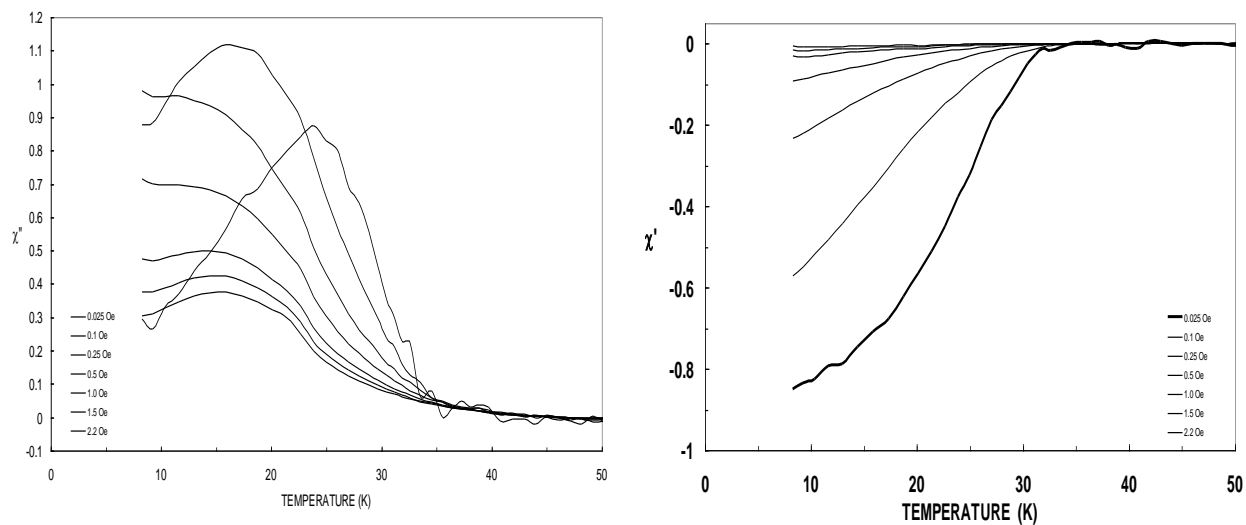 1.2
1.1
1
0.9
0.8
0.7
0.6
0.5
0.4
0.3
0.2
0.1
0
-0.1
χ"
0.025 Oe
0.1 Oe
0.25 Oe
0.5 Oe
1.0 Oe
1.5 Oe
2.2 Oe
0 10 20 30 40 50
TEMPERATURE (K)
0
-0.2
-0.4
-0.6
-0.8
-1
χ'
0.025 Oe
0.1 Oe
0.25 Oe
0.5 Oe
1.0 Oe
1.5 Oe
2.2 Oe
0 10 20 30 40 50
TEMPERATURE (K)